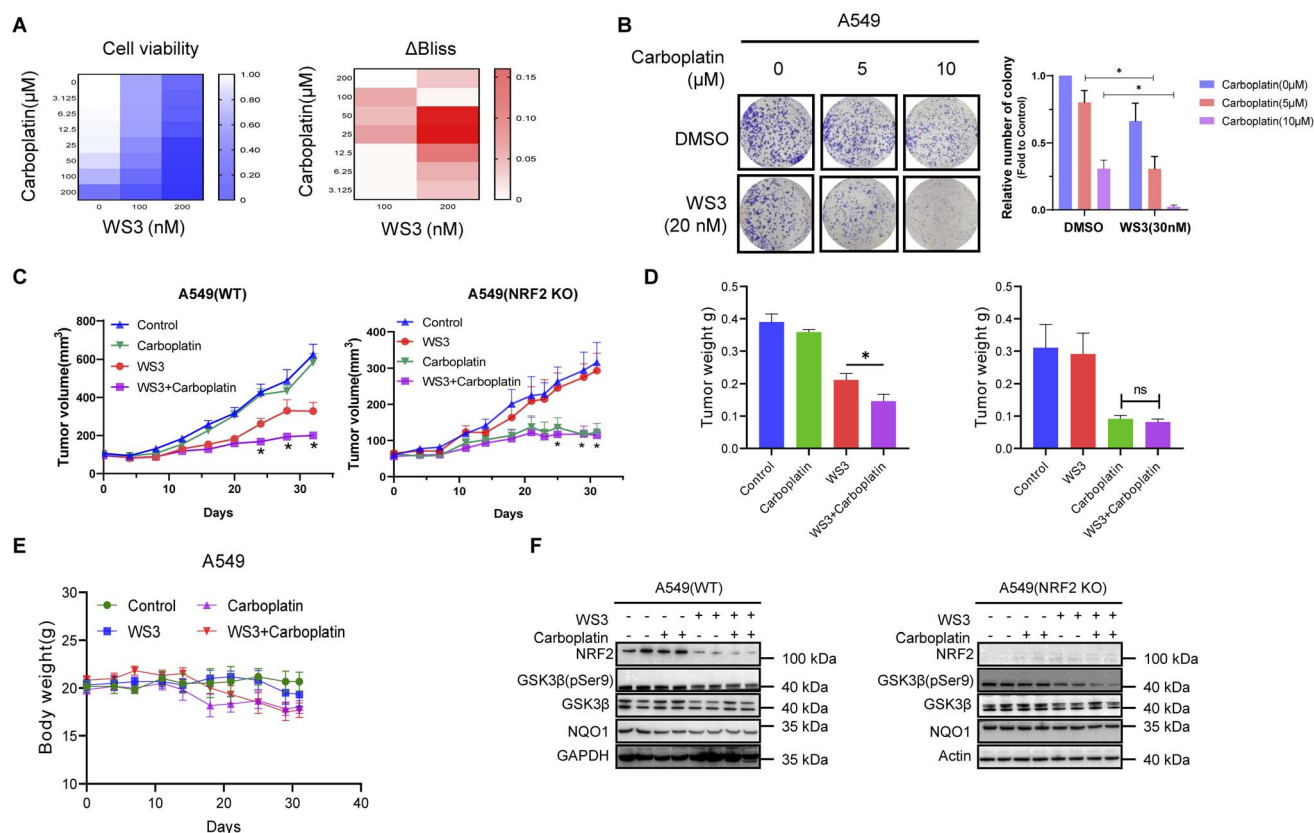 A
Cell viability
Carboplatin(μM)
0
3.125
6.25
12.5
25
50
100
200
0 100 200
WS3 (nM)
1.00
0.80
0.60
0.40
0.20
0.00
ΔBliss
Carboplatin(μM)
200
100
50
25
12.5
6.25
3.125
100 200
WS3 (nM)
0.15
0.10
0.05
0
B
A549
Carboplatin
(μM)
0 5 10
DMSO
WS3
(20 nM)
Relative number of colony
(Fold to Control)
1.0
0.5
0.0
* *
DMSO WS3(30nM)
Carboplatin(0μM)
Carboplatin(5μM)
Carboplatin(10μM)
C
A549(WT)
Tumor volume(mm³)
800
600
400
200
0
Control
Carboplatin
WS3
WS3+Carboplatin
* * *
0 10 20 30
Days
A549(NRF2 KO)
Tumor volume(mm³)
400
300
200
100
0
Control
WS3
Carboplatin
WS3+Carboplatin
* * *
0 10 20 30
Days
D
Tumor weight g)
0.5
0.4
0.3
0.2
0.1
0.0
*
Control
Carboplatin
WS3
WS3+Carboplatin
Tumor weight g)
0.5
0.4
0.3
0.2
0.1
0.0
ns
Control
WS3
Carboplatin
WS3+Carboplatin
E
A549
Body weight(g)
30
20
10
Control
WS3
Carboplatin
WS3+Carboplatin
0 10 20 30 40
Days
F
A549(WT)
WS3 - - - - + + + +
Carboplatin - - + + - - + +
NRF2 100 kDa
GSK3β(pSer9) 40 kDa
GSK3β 40 kDa
NQO1 35 kDa
GAPDH 35 kDa
A549(NRF2 KO)
WS3 - - - - + + + +
Carboplatin - - + + - - + +
NRF2 100 kDa
GSK3β(pSer9) 40 kDa
GSK3β 40 kDa
NQO1 35 kDa
Actin 40 kDa